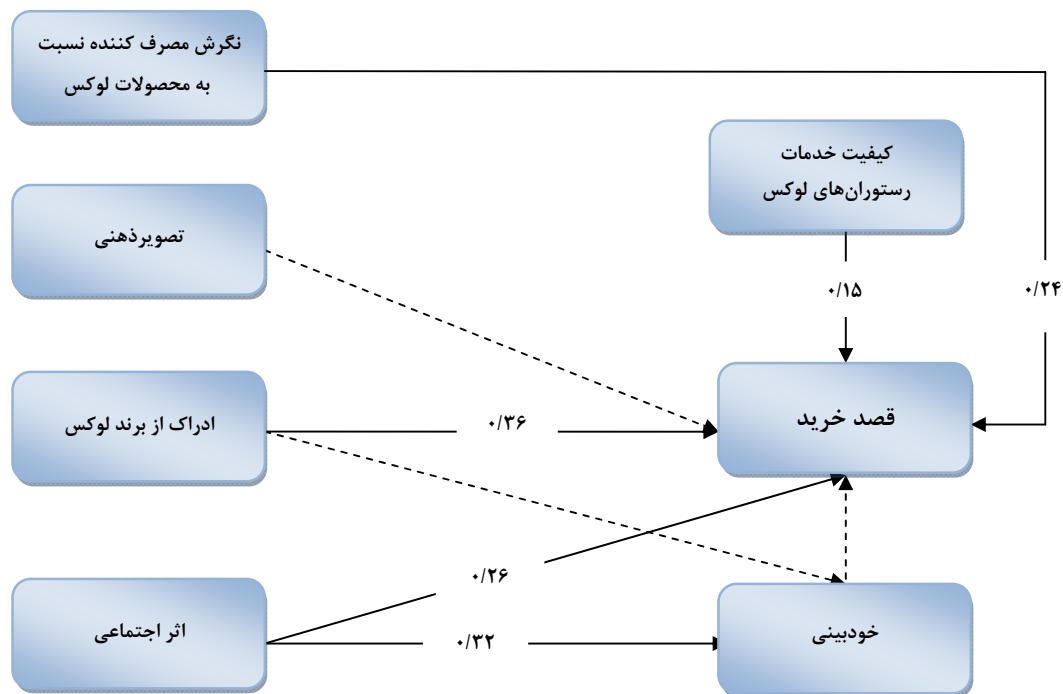 نگرش مصرف کننده نسبت
به محصولات لوکس
کیفیت خدمات
رستوران‌های لوکس
تصویرذهنی
۰/۱۵
۰/۲۴
ادراک از برند لوکس
۰/۳۶
قصد خرید
۰/۲۶
اثر اجتماعی
۰/۳۲
خودبینی